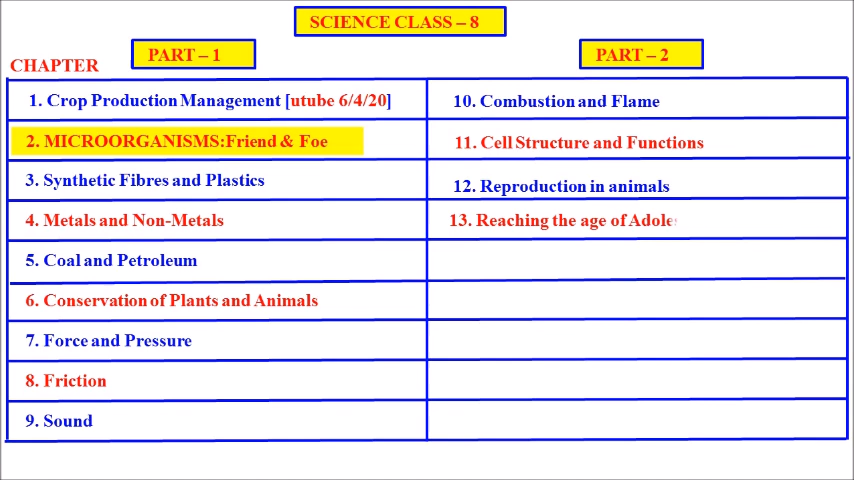 SCIENCE CLASS – 8
PART – 1
PART – 2
CHAPTER
1. Crop Production Management [utube 6/4/20]
2. MICROORGANISMS:Friend & Foe
3. Synthetic Fibres and Plastics
4. Metals and Non-Metals
5. Coal and Petroleum
6. Conservation of Plants and Animals
7. Force and Pressure
8. Friction
9. Sound
10. Combustion and Flame
11. Cell Structure and Functions
12. Reproduction in animals
13. Reaching the age of